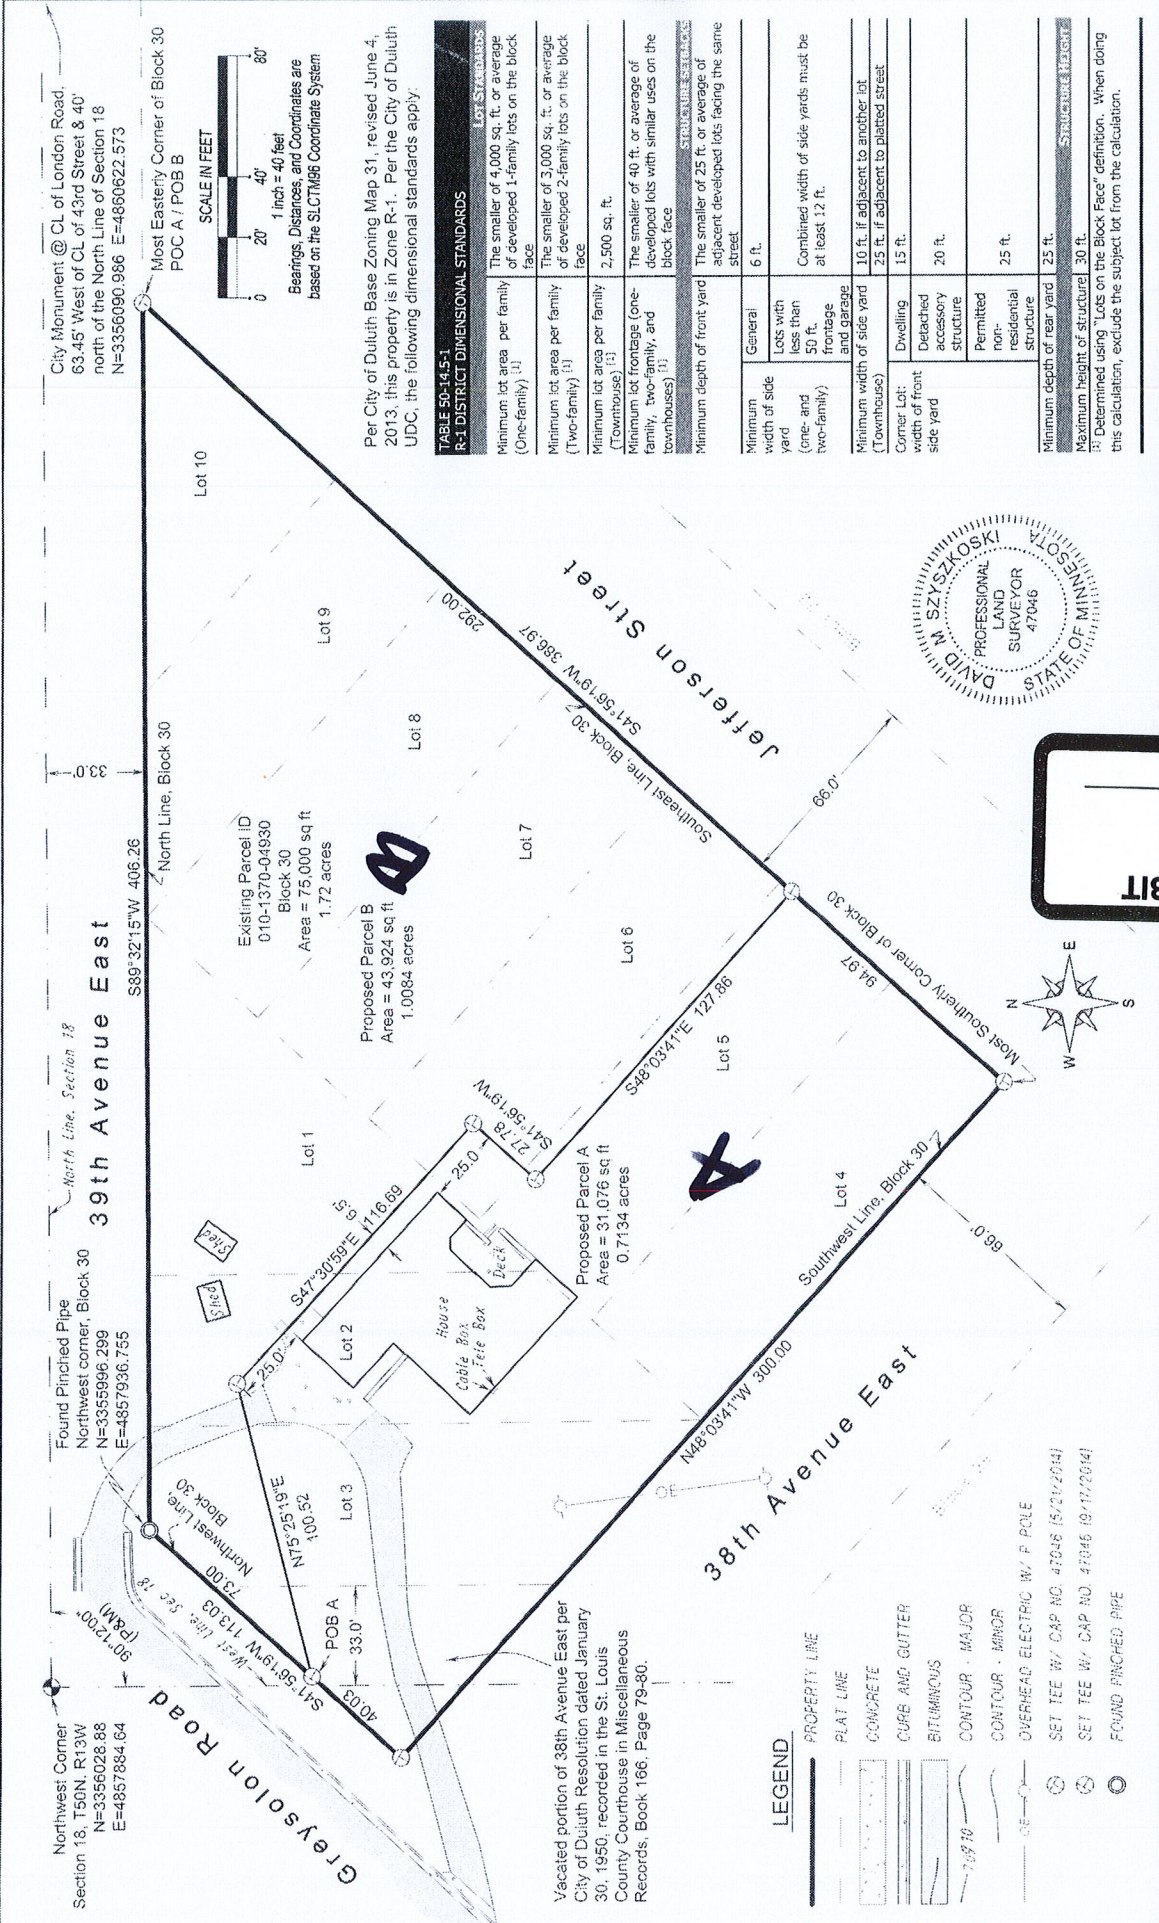 City Monument @ CL of London Road,
63.45' West of CL of 43rd Street & 40'
north of the North Line of Section 18
N=3356090.986 E=4860622.573
Most Easterly Corner of Block 30
POC A / POB B
SCALE IN FEET
0 20' 40' 80'
1 inch = 40 feet
Bearings, Distances, and Coordinates are
based on the SLCTM96 Coordinate System
Per City of Duluth Base Zoning Map 31, revised June 4,
2013, this property is in Zone R-1. Per the City of Duluth
UDC, the following dimensional standards apply:
TABLE 50-14.5-1
R-1 DISTRICT DIMENSIONAL STANDARDS
LOT STANDARDS
Minimum lot area per family
(One-family) [1]
The smaller of 4,000 sq. ft. or average
of developed 1-family lots on the block
face
Minimum lot area per family
(Two-family) [1]
The smaller of 3,000 sq. ft. or average
of developed 2-family lots on the block
face
Minimum lot area per family
(Townhouse) [1]
2,500 sq. ft.
Minimum lot frontage (one-
family, two-family, and
townhouses) [1]
The smaller of 40 ft. or average of
developed lots with similar uses on the
block face
STRUCTURE SETBACKS
Minimum depth of front yard
The smaller of 25 ft. or average of
adjacent developed lots facing the same
street
Minimum
width of side
yard
(one- and
two-family)
General
6 ft.
Lots with
less than
50 ft.
frontage
and garage
Combined width of side yards must be
at least 12 ft.
Minimum width of side yard
(Townhouse)
10 ft. if adjacent to another lot
25 ft. if adjacent to platted street
Corner Lot:
width of front
side yard
Dwelling
15 ft.
Detached
accessory
structure
20 ft.
Permitted
non-
residential
structure
25 ft.
Minimum depth of rear yard
25 ft.
STRUCTURE HEIGHT
Maximum height of structure
30 ft.
[1] Determined using "Lots on the Block Face" definition. When doing
this calculation, exclude the subject lot from the calculation.
North Line, Section 18
39th Avenue East
33.0'
S89°32'15"W 406.26
North Line, Block 30
Lot 10
Lot 9
Lot 8
Lot 7
Lot 6
Lot 5
Lot 4
Lot 1
Lot 2
Lot 3
Existing Parcel ID
010-1370-04930
Block 30
Area = 75,000 sq ft
1.72 acres
Proposed Parcel B
Area = 43,924 sq ft
1.0084 acres
B
292.00
S41°56'19"W 386.97
Southeast Line, Block 30
Jefferson Street
66.0'
94.97
Most Southerly Corner of Block 30
S48°03'41"E 127.86
S41°56'19"W
27.78
25.0
Proposed Parcel A
Area = 31,076 sq ft
0.7134 acres
A
Shed
Shed
S47°30'59"E 116.69
6.5'
25.0'
House
Cable Box
Tele Box
Deck
Southwest Line, Block 30
66.0'
N48°03'41"W 300.00
38th Avenue East
OE
Found Pinched Pipe
Northwest corner, Block 30
N=3355996.299
E=4857936.755
Northwest Corner
Section 18, T50N, R13W
N=3356028.88
E=4857884.64
90°12'00"
(P&M)
Northwest Line,
Block 30
73.00
S41°56'19"W 113.03
West Line, Sec 18
N75°25'19"E
100.52
POB A
33.0'
40.03
Greysolon Road
Vacated portion of 38th Avenue East per
City of Duluth Resolution dated January
30, 1950, recorded in the St. Louis
County Courthouse in Miscellaneous
Records, Book 166, Page 79-80.
LEGEND
PROPERTY LINE
PLAT LINE
CONCRETE
CURB AND GUTTER
BITUMINOUS
CONTOUR - MAJOR
CONTOUR - MINOR
OE
OVERHEAD ELECTRIC W/ P POLE
SET TEE W/ CAP NO. 47046 (5/21/2014)
SET TEE W/ CAP NO. 47046 (9/17/2014)
FOUND PINCHED PIPE
N
E
S
W
DAVID M SZYSZKOSKI
PROFESSIONAL
LAND
SURVEYOR
47046
STATE OF MINNESOTA
BIT